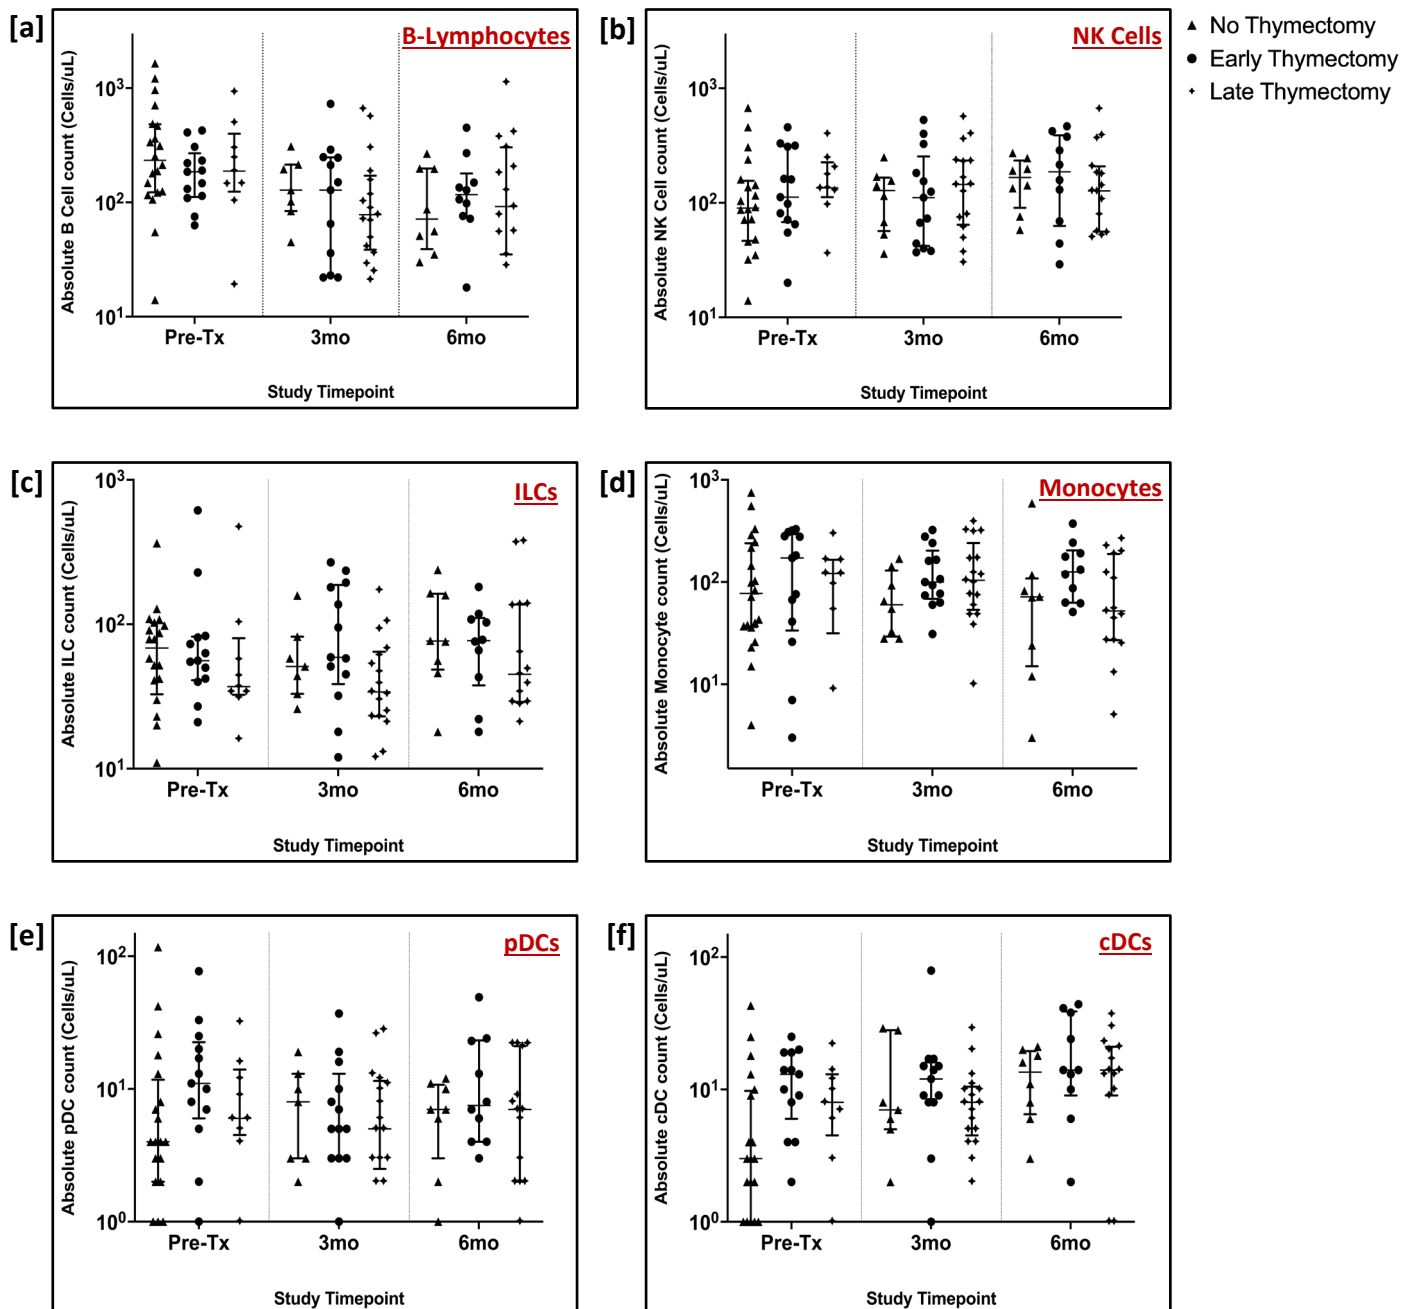 [a]
B-Lymphocytes
Absolute B Cell count (Cells/uL)
10³
10²
10¹
Pre-Tx 3mo 6mo
Study Timepoint
[b]
NK Cells
Absolute NK Cell count (Cells/uL)
10³
10²
10¹
Pre-Tx 3mo 6mo
Study Timepoint
No Thymectomy
Early Thymectomy
Late Thymectomy
[c]
ILCs
Absolute ILC count (Cells/uL)
10³
10²
10¹
Pre-Tx 3mo 6mo
Study Timepoint
[d]
Monocytes
Absolute Monocyte count (Cells/uL)
10³
10²
10¹
Pre-Tx 3mo 6mo
Study Timepoint
[e]
pDCs
Absolute pDC count (Cells/uL)
10²
10¹
10⁰
Pre-Tx 3mo 6mo
Study Timepoint
[f]
cDCs
Absolute cDC count (Cells/uL)
10²
10¹
10⁰
Pre-Tx 3mo 6mo
Study Timepoint